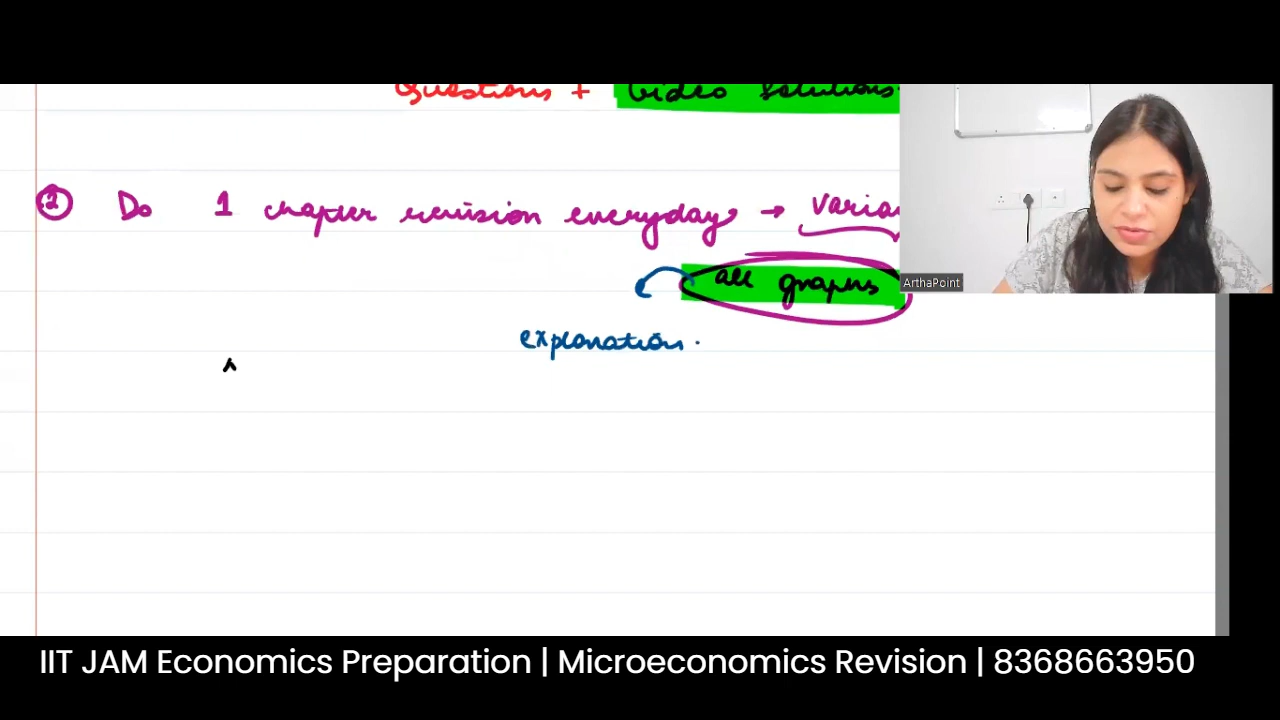 Questions + Video Solutions.
② Do 1 chapter revision everyday → varia
all graphs
ArthaPoint
explanation.
IIT JAM Economics Preparation | Microeconomics Revision | 8368663950